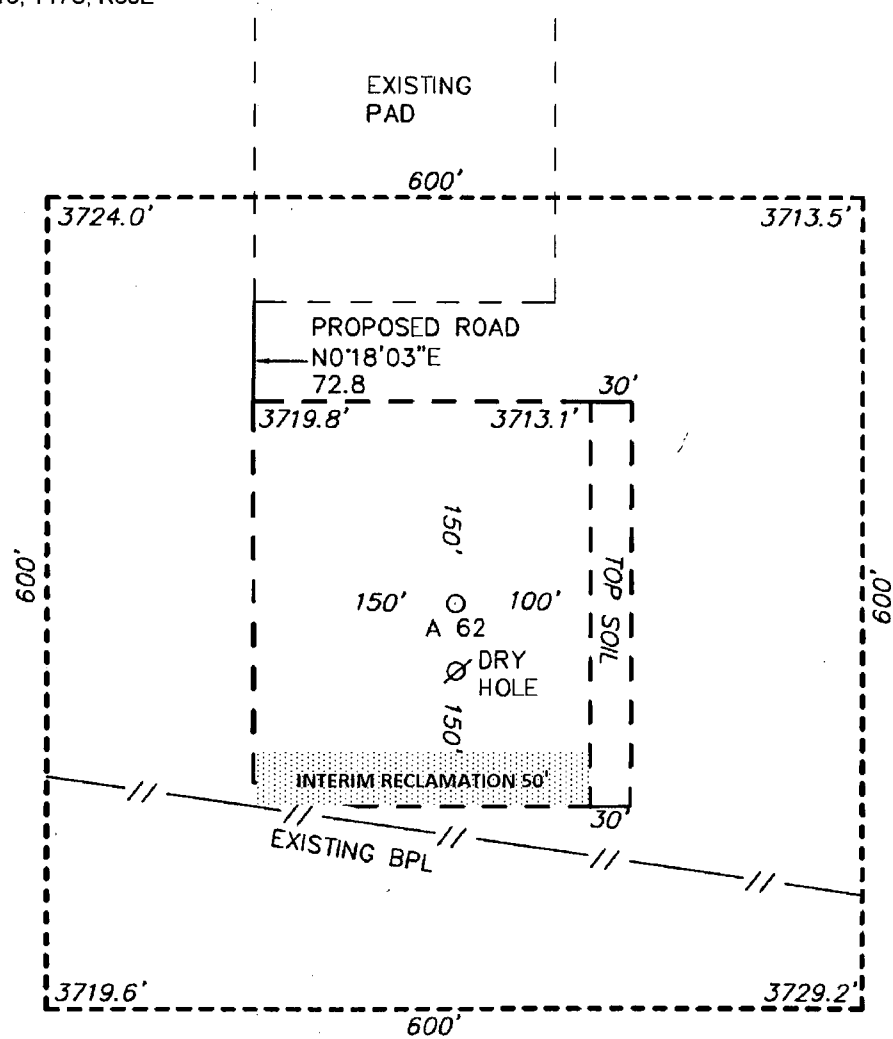 EXISTING
PAD
600'
3724.0'
3713.5'
PROPOSED ROAD
N0°18'03"E
72.8
30'
3719.8'
3713.1'
150'
600'
TOP SOIL
600'
150'
100'
A 62
DRY
HOLE
150'
INTERIM RECLAMATION 50'
30'
EXISTING BPL
3719.6'
3729.2'
600'